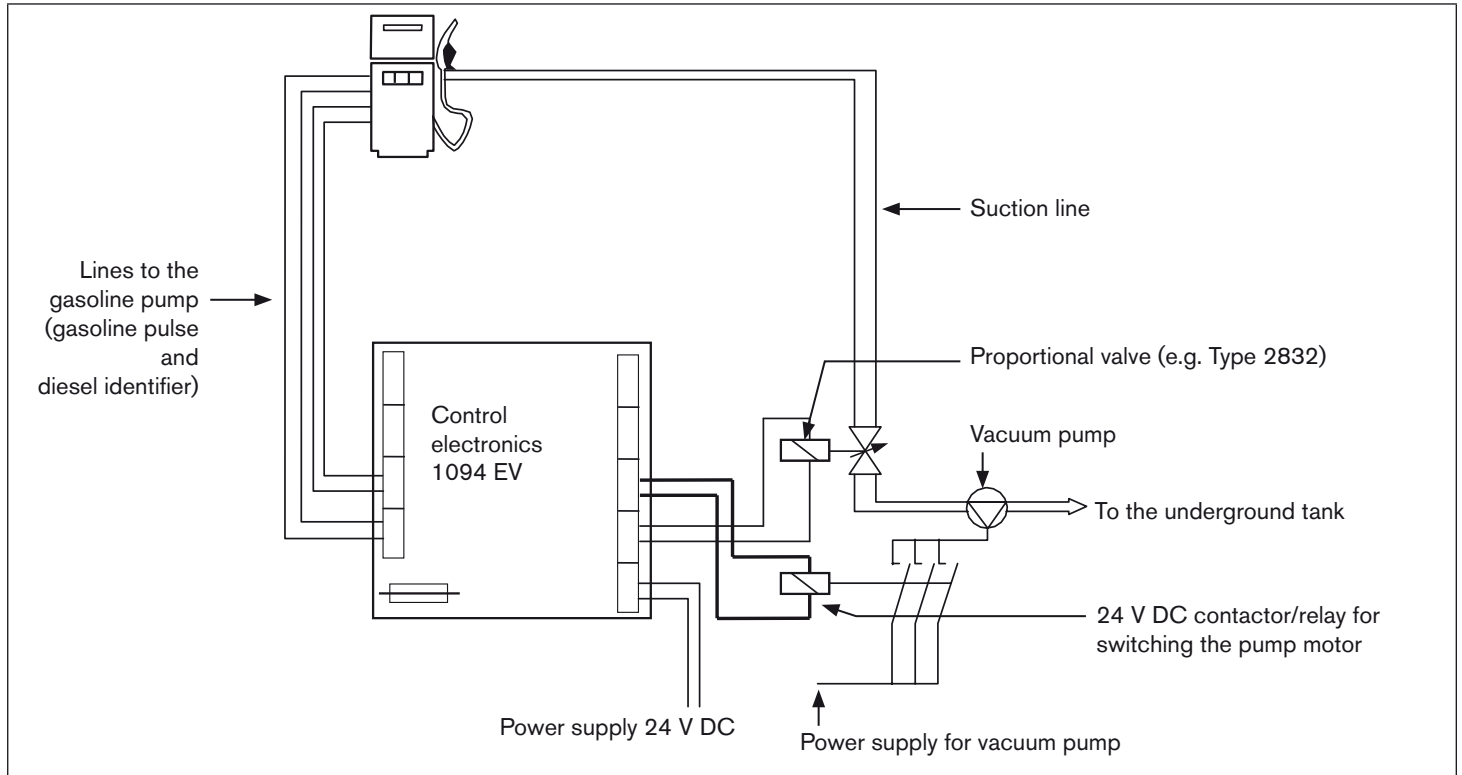 Suction line
Lines to the
gasoline pump
(gasoline pulse
and
diesel identifier)
Control
electronics
1094 EV
Proportional valve (e.g. Type 2832)
Vacuum pump
To the underground tank
24 V DC contactor/relay for
switching the pump motor
Power supply 24 V DC
Power supply for vacuum pump